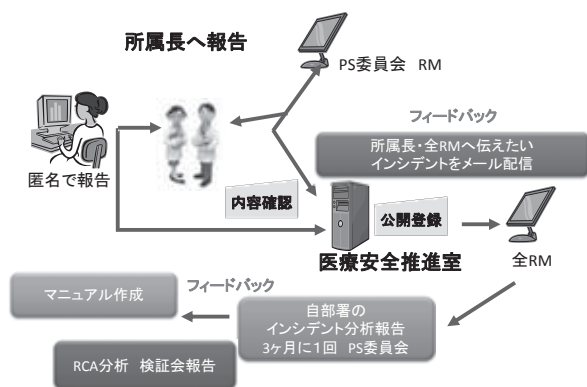 所属長へ報告
PS委員会 RM
フィードバック
所属長・全RMへ伝えたい
インシデントをメール配信
匿名で報告
内容確認
公開登録
医療安全推進室
全RM
マニュアル作成
フィードバック
自部署の
インシデント分析報告
3ヶ月に1回 PS委員会
RCA分析 検証会報告